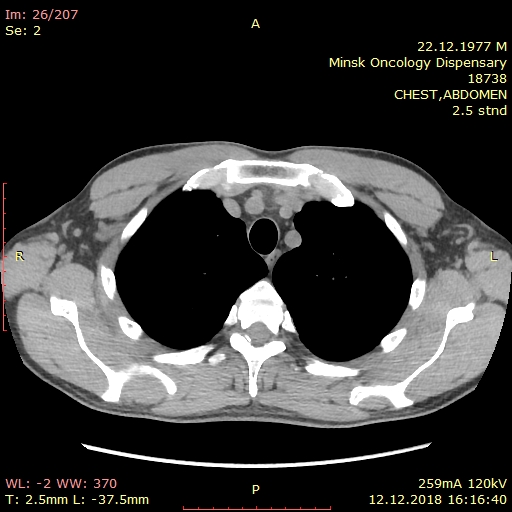 Im: 26/207
Se: 2
A
22.12.1977 M
Minsk Oncology Dispensary
18738
CHEST,ABDOMEN
2.5 stnd
R
L
WL: -2 WW: 370
T: 2.5mm L: -37.5mm
P
259mA 120kV
12.12.2018 16:16:40